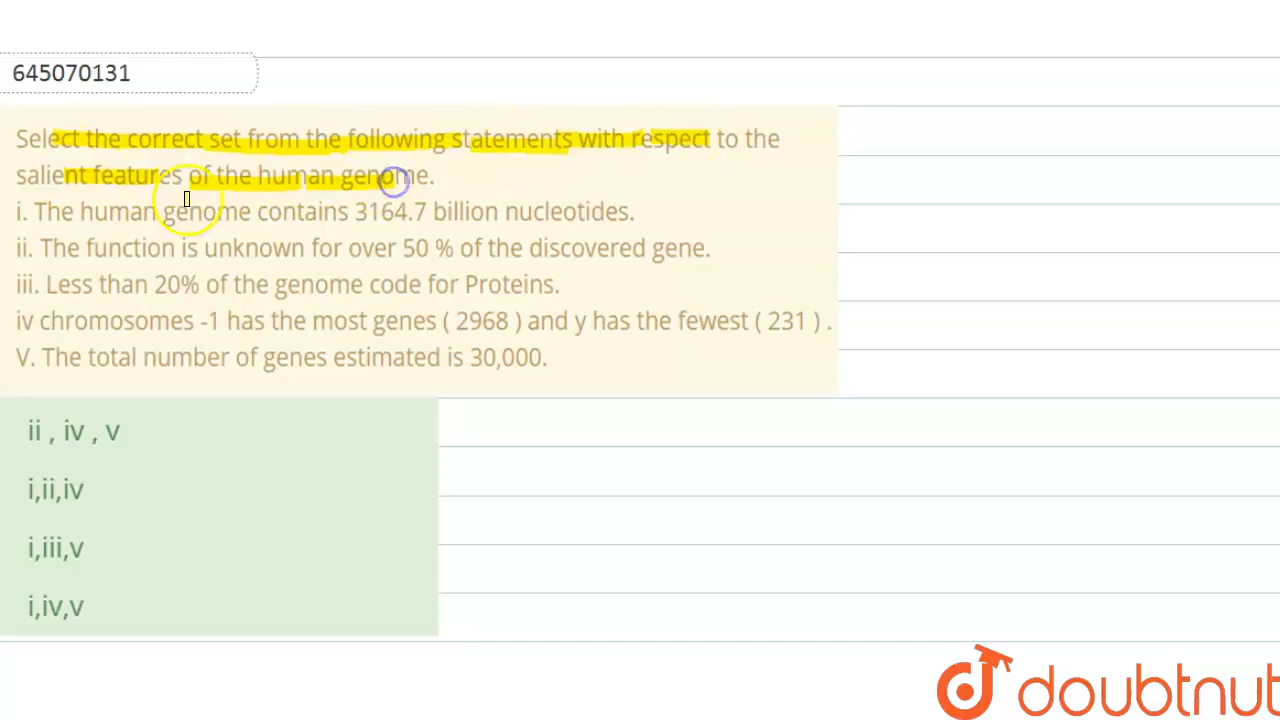 645070131
Select the correct set from the following statements with respect to the
salient features of the human genome.
i. The human genome contains 3164.7 billion nucleotides.
ii. The function is unknown for over 50 % of the discovered gene.
iii. Less than 20% of the genome code for Proteins.
iv chromosomes -1 has the most genes ( 2968 ) and y has the fewest ( 231 ) .
V. The total number of genes estimated is 30,000.
ii , iv , v
i,ii,iv
i,iii,v
i,iv,v
doubtnut